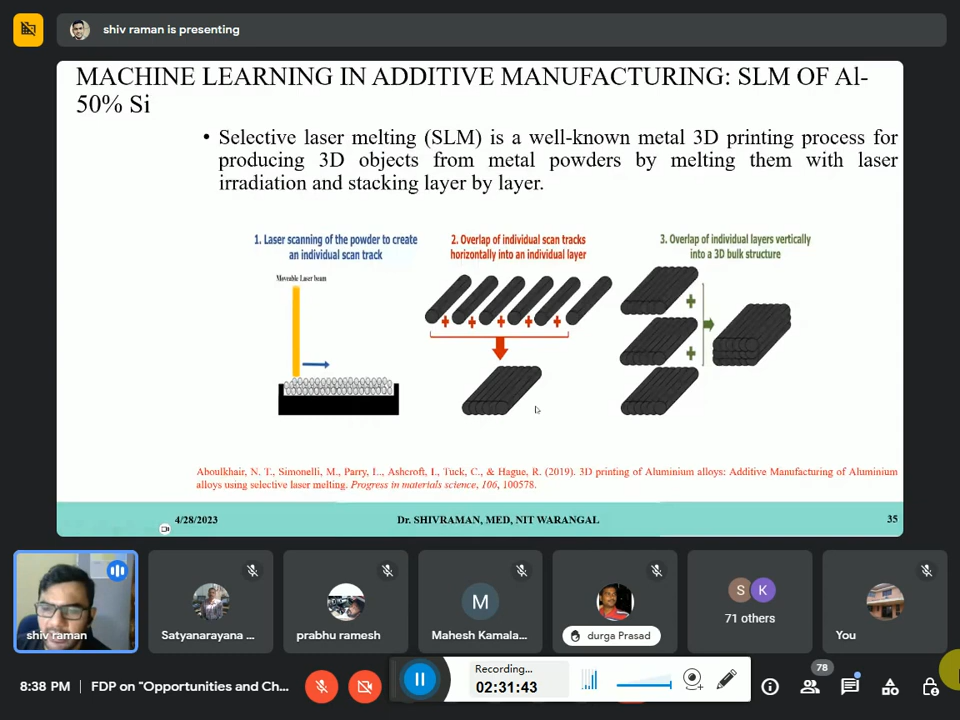 shiv raman is presenting
MACHINE LEARNING IN ADDITIVE MANUFACTURING: SLM OF Al-
50% Si
• Selective laser melting (SLM) is a well-known metal 3D printing process for
producing 3D objects from metal powders by melting them with laser
irradiation and stacking layer by layer.
1. Laser scanning of the powder to create
an individual scan track
2. Overlap of individual scan tracks
horizontally into an individual layer
3. Overlap of individual layers vertically
into a 3D bulk structure
Moveable Laser beam
Aboulkhair, N. T., Simonelli, M., Parry, L., Ashcroft, I., Tuck, C., & Hague, R. (2019). 3D printing of Aluminium alloys: Additive Manufacturing of Aluminium
alloys using selective laser melting. Progress in materials science, 106, 100578.
4/28/2023
Dr. SHIVRAMAN, MED, NIT WARANGAL
35
shiv raman
Satyanarayana ...
prabhu ramesh
M
Mahesh Kamala...
durga Prasad
S K
71 others
You
8:38 PM
FDP on "Opportunities and Ch...
Recording...
02:31:43
78